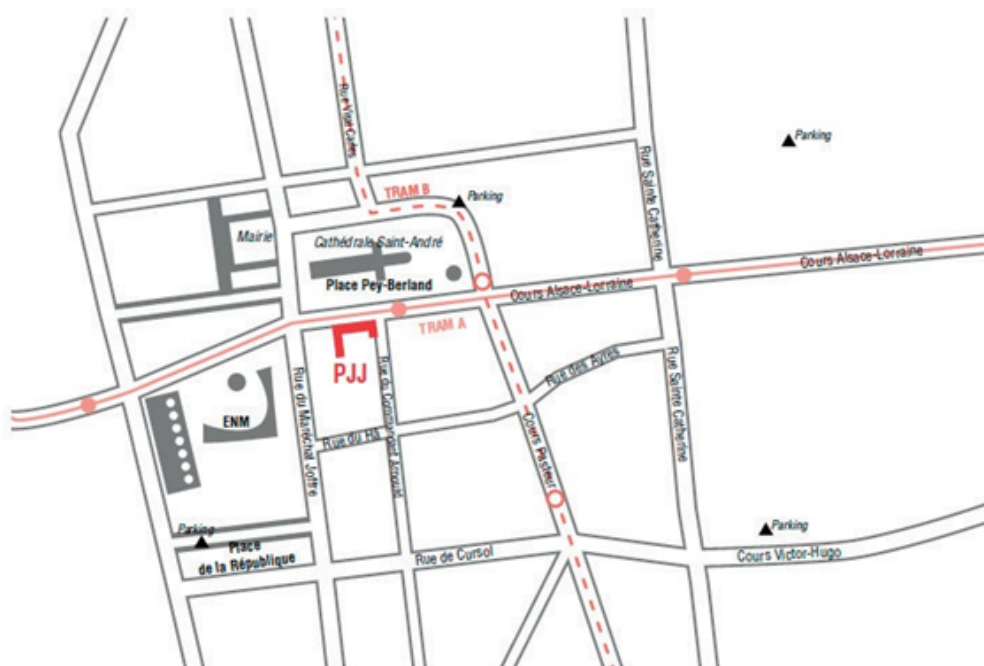 Rue Vital Carles
Parking
Rue Sainte Catherine
TRAM B
Parking
Mairie
Cathédrale Saint-André
Place Pey-Berland
Cours Alsace-Lorraine
Cours Alsace-Lorraine
TRAM A
PJJ
Rue des Ayres
ENM
Rue du Maréchal Joffre
Rue du Commandant Arnould
Rue Sainte Catherine
Rue du Hâ
Cours Pasteur
Parking
Parking
Place
de la République
Rue de Cursol
Cours Victor-Hugo